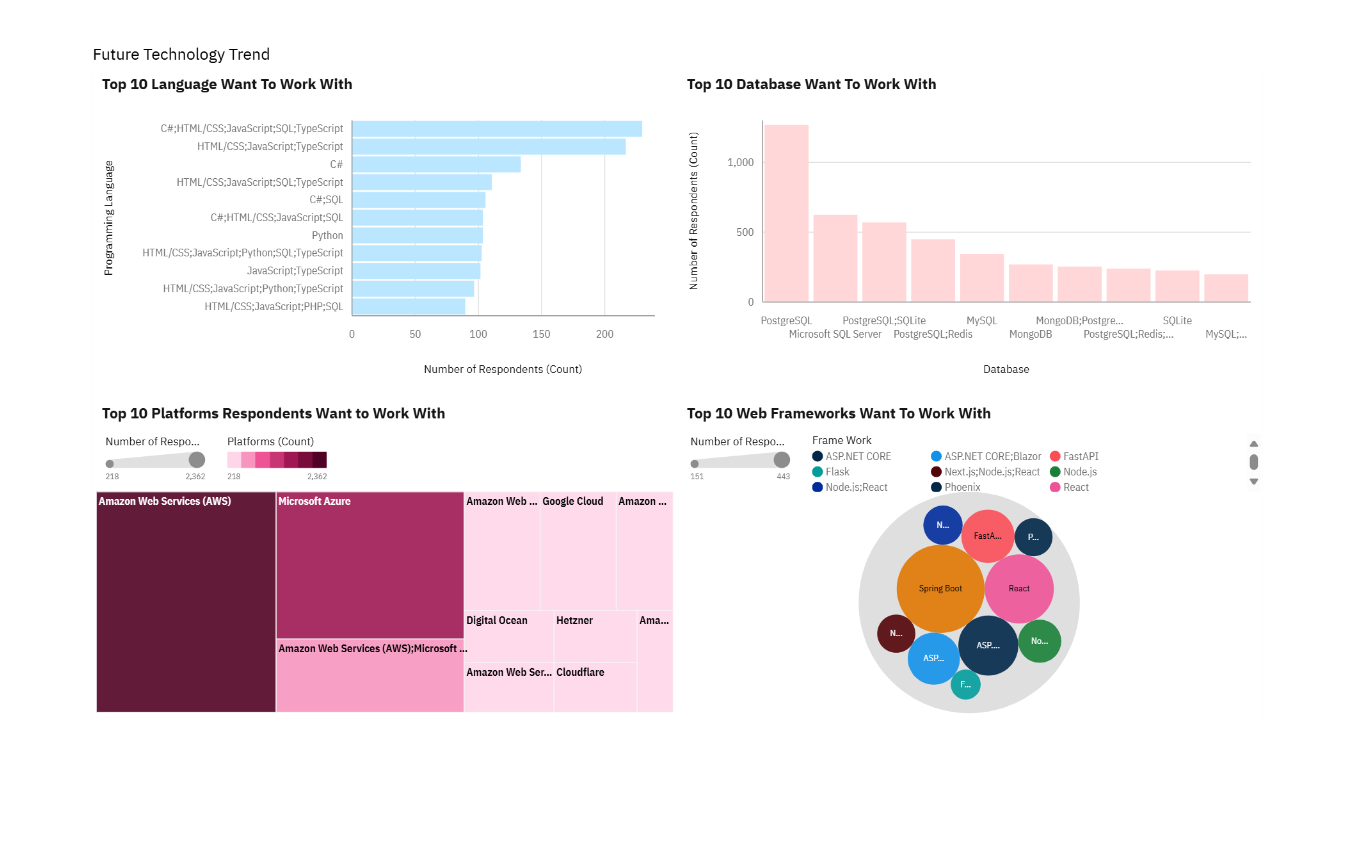 Future Technology Trend
Top 10 Language Want To Work With
Programming Language
C#;HTML/CSS;JavaScript;SQL;TypeScript
HTML/CSS;JavaScript;TypeScript
C#
HTML/CSS;JavaScript;SQL;TypeScript
C#;SQL
C#;HTML/CSS;JavaScript;SQL
Python
HTML/CSS;JavaScript;Python;SQL;TypeScript
JavaScript;TypeScript
HTML/CSS;JavaScript;Python;TypeScript
HTML/CSS;JavaScript;PHP;SQL
0 50 100 150 200
Number of Respondents (Count)
Top 10 Database Want To Work With
Number of Respondents (Count)
1,000
500
0
PostgreSQL PostgreSQL;SQLite MySQL MongoDB;Postgre... SQLite
Microsoft SQL Server PostgreSQL;Redis MongoDB PostgreSQL;Redis;... MySQL;...
Database
Top 10 Platforms Respondents Want to Work With
Number of Respo... Platforms (Count)
218 2,362 218 2,362
Amazon Web Services (AWS) Microsoft Azure Amazon Web ... Google Cloud Amazon ...
Digital Ocean Hetzner Ama...
Amazon Web Services (AWS);Microsoft ...
Amazon Web Ser... Cloudflare
Top 10 Web Frameworks Want To Work With
Number of Respo... Frame Work
151 443
ASP.NET CORE ASP.NET CORE;Blazor FastAPI
Flask Next.js;Node.js;React Node.js
Node.js;React Phoenix React
N... FastA... P...
Spring Boot React
N... ASP... ASP.... No...
F...